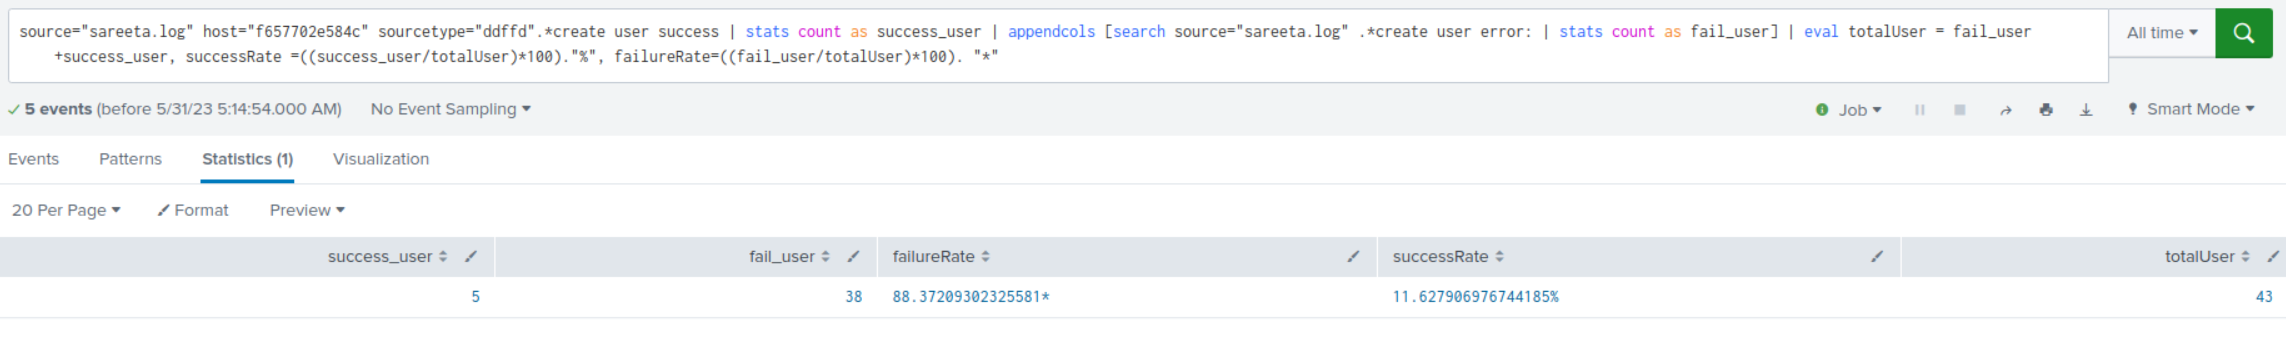 source="sareeta.log" host="f657702e584c" sourcetype="ddffd".*create user success | stats count as success_user | appendcols [search source="sareeta.log" .*create user error: | stats count as fail_user] | eval totalUser = fail_user
+success_user, successRate =((success_user/totalUser)*100)."%", failureRate=((fail_user/totalUser)*100). "*"
All time
5 events (before 5/31/23 5:14:54.000 AM) No Event Sampling Job Smart Mode
Events Patterns Statistics (1) Visualization
20 Per Page Format Preview
success_user fail_user failureRate successRate totalUser
5 38 88.37209302325581* 11.627906976744185% 43